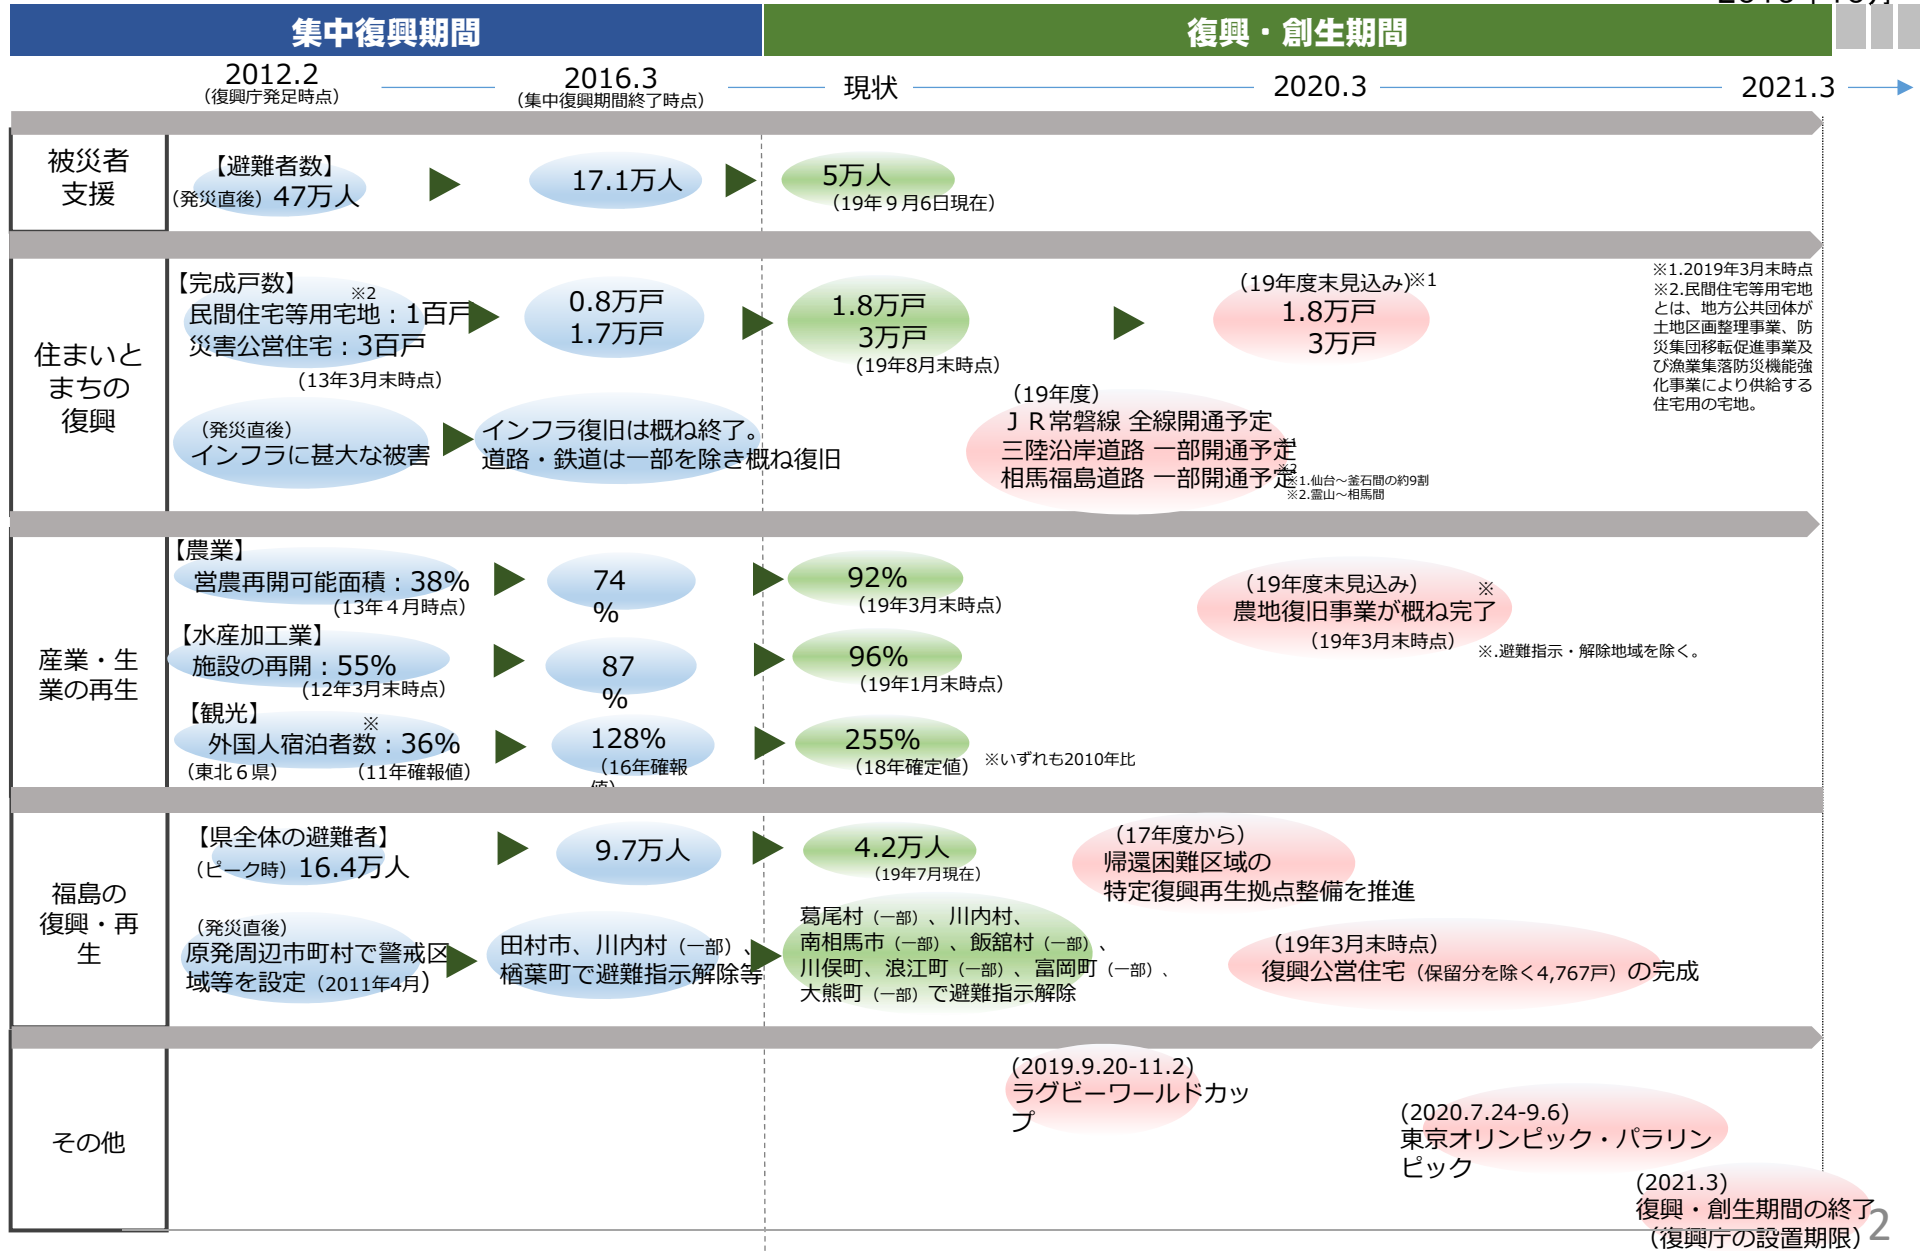 集中復興期間
復興・創生期間
2012.2
（復興庁発足時点）
2016.3
（集中復興期間終了時点）
現状
2020.3
2021.3
被災者
支援
【避難者数】
（発災直後）47万人
17.1万人
5万人
（19年９月6日現在）
住まいと
まちの
復興
【完成戸数】
※2
民間住宅等用宅地：1百戸
災害公営住宅：3百戸
（13年3月末時点）
0.8万戸
1.7万戸
1.8万戸
3万戸
（19年8月末時点）
（19年度末見込み）※1
1.8万戸
3万戸
※1.2019年3月末時点
※2.民間住宅等用宅地
とは、地方公共団体が
土地区画整理事業、防
災集団移転促進事業及
び漁業集落防災機能強
化事業により供給する
住宅用の宅地。
（発災直後）
インフラに甚大な被害
インフラ復旧は概ね終了。
道路・鉄道は一部を除き概ね復旧
（19年度）
ＪＲ常磐線 全線開通予定
三陸沿岸道路 一部開通予定※1
相馬福島道路 一部開通予定※2
※1.仙台～釜石間の約9割
※2.霊山～相馬間
産業・生
業の再生
【農業】
営農再開可能面積：38%
（13年４月時点）
74
%
92%
（19年3月末時点）
（19年度末見込み）
※
農地復旧事業が概ね完了
（19年3月末時点）
※.避難指示・解除地域を除く。
【水産加工業】
施設の再開：55%
（12年3月末時点）
87
%
96%
（19年1月末時点）
【観光】
※
外国人宿泊者数：36%
（東北６県）
（11年確報値）
128%
（16年確報
255%
（18年確定値）
※いずれも2010年比
福島の
復興・再
生
【県全体の避難者】
（ピーク時）16.4万人
9.7万人
4.2万人
（19年7月現在）
（17年度から）
帰還困難区域の
特定復興再生拠点整備を推進
（発災直後）
原発周辺市町村で警戒区
域等を設定（2011年4月）
田村市、川内村（一部）、
楢葉町で避難指示解除等
葛尾村（一部）、川内村、
南相馬市（一部）、飯舘村（一部）、
川俣町、浪江町（一部）、富岡町（一部）、
大熊町（一部）で避難指示解除
（19年3月末時点）
復興公営住宅（保留分を除く4,767戸）の完成
その他
(2019.9.20-11.2)
ラグビーワールドカッ
プ
(2020.7.24-9.6)
東京オリンピック・パラリン
ピック
(2021.3)
復興・創生期間の終了
（復興庁の設置期限）
2